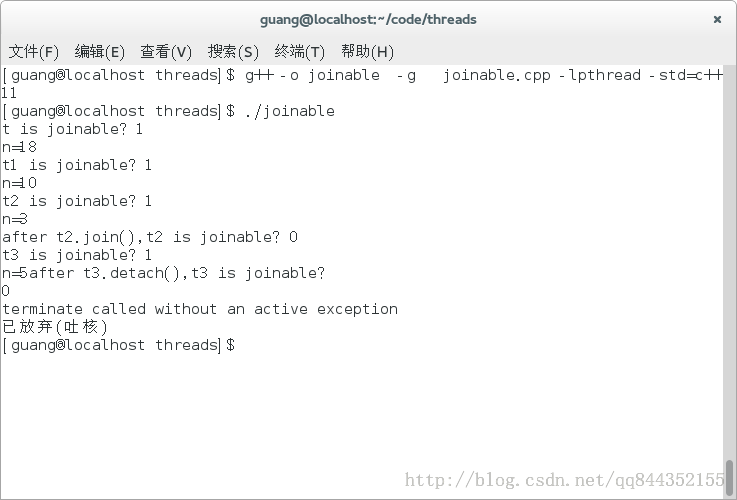 guang@localhost:~/code/threads
文件(F) 编辑(E) 查看(V) 搜索(S) 终端(T) 帮助(H)
[guang@localhost threads]$ g++ -o joinable -g joinable.cpp -lpthread -std=c++
11
[guang@localhost threads]$ ./joinable
t is joinable? 1
n=18
t1 is joinable? 1
n=10
t2 is joinable? 1
n=3
after t2.join(),t2 is joinable? 0
t3 is joinable? 1
n=5after t3.detach(),t3 is joinable?
0
terminate called without an active exception
已放弃(吐核)
[guang@localhost threads]$
http://blog.csdn.net/qq844352155